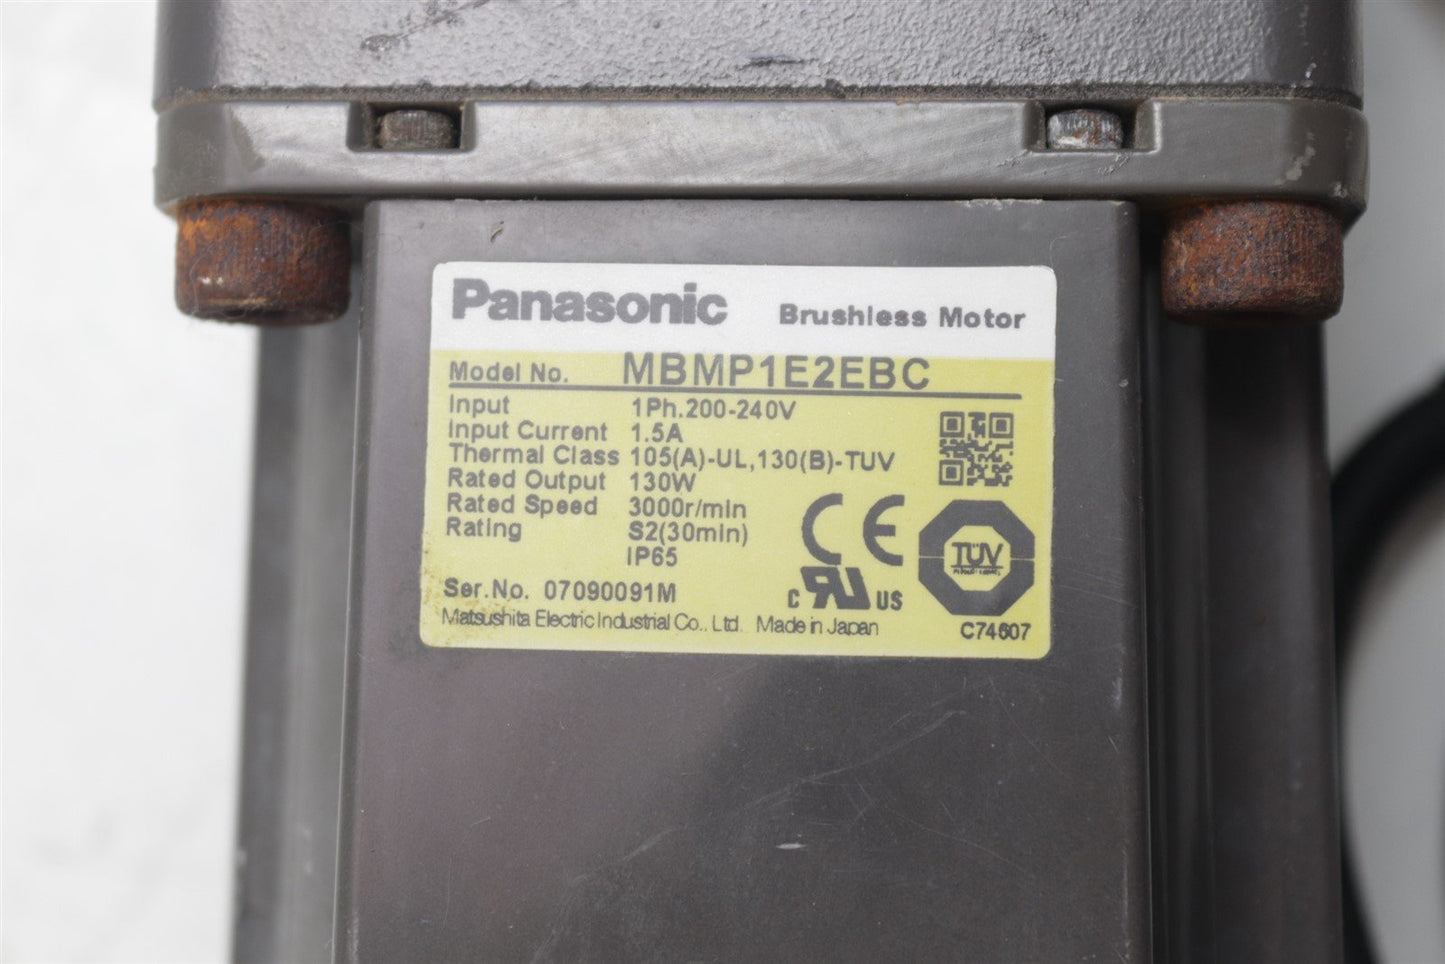 Panasonic Brushless Motor
Model No. MBMP1E2EBC
Input 1Ph.200-240V
Input Current 1.5A
Thermal Class 105(A)-UL,130(B)-TUV
Rated Output 130W
Rated Speed 3000r/min
Rating S2(30min)
IP65
CE
TÜV
C RU US
Ser.No. 07090091M
Matsushita Electric Industrial Co., Ltd. Made in Japan
C74607